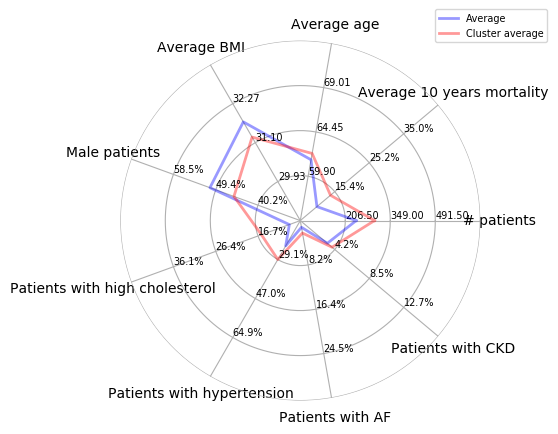 Average
Cluster average
Average age
Average BMI
69.01
Average 10 years mortality
32.27
64.45
35.0%
31.10
Male patients
25.2%
58.5%
59.90
29.93
49.4%
15.4%
40.2%
206.50
349.00
491.50
# patients
16.7%
4.2%
26.4%
29.1%
8.2%
36.1%
8.5%
Patients with high cholesterol
47.0%
16.4%
12.7%
64.9%
Patients with CKD
24.5%
Patients with hypertension
Patients with AF